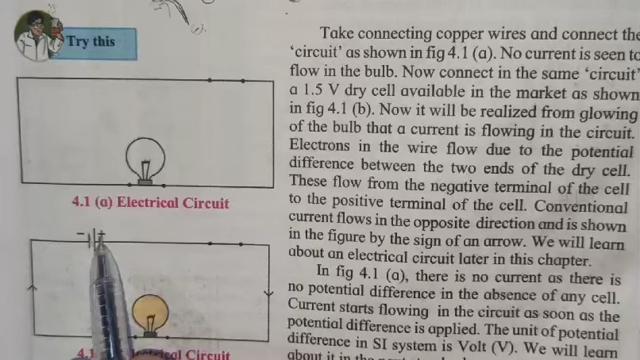 Try this
4.1 (a) Electrical Circuit
Take connecting copper wires and connect the
‘circuit’ as shown in fig 4.1 (a). No current is seen to
flow in the bulb. Now connect in the same ‘circuit’
a 1.5 V dry cell available in the market as shown
in fig 4.1 (b). Now it will be realized from glowing
of the bulb that a current is flowing in the circuit.
Electrons in the wire flow due to the potential
difference between the two ends of the dry cell.
These flow from the negative terminal of the cell
to the positive terminal of the cell. Conventional
current flows in the opposite direction and is shown
in the figure by the sign of an arrow. We will learn
about an electrical circuit later in this chapter.
In fig 4.1 (a), there is no current as there is
no potential difference in the absence of any cell.
Current starts flowing in the circuit as soon as the
potential difference is applied. The unit of potential
difference in SI system is Volt (V). We will learn
about it in the
Circuit